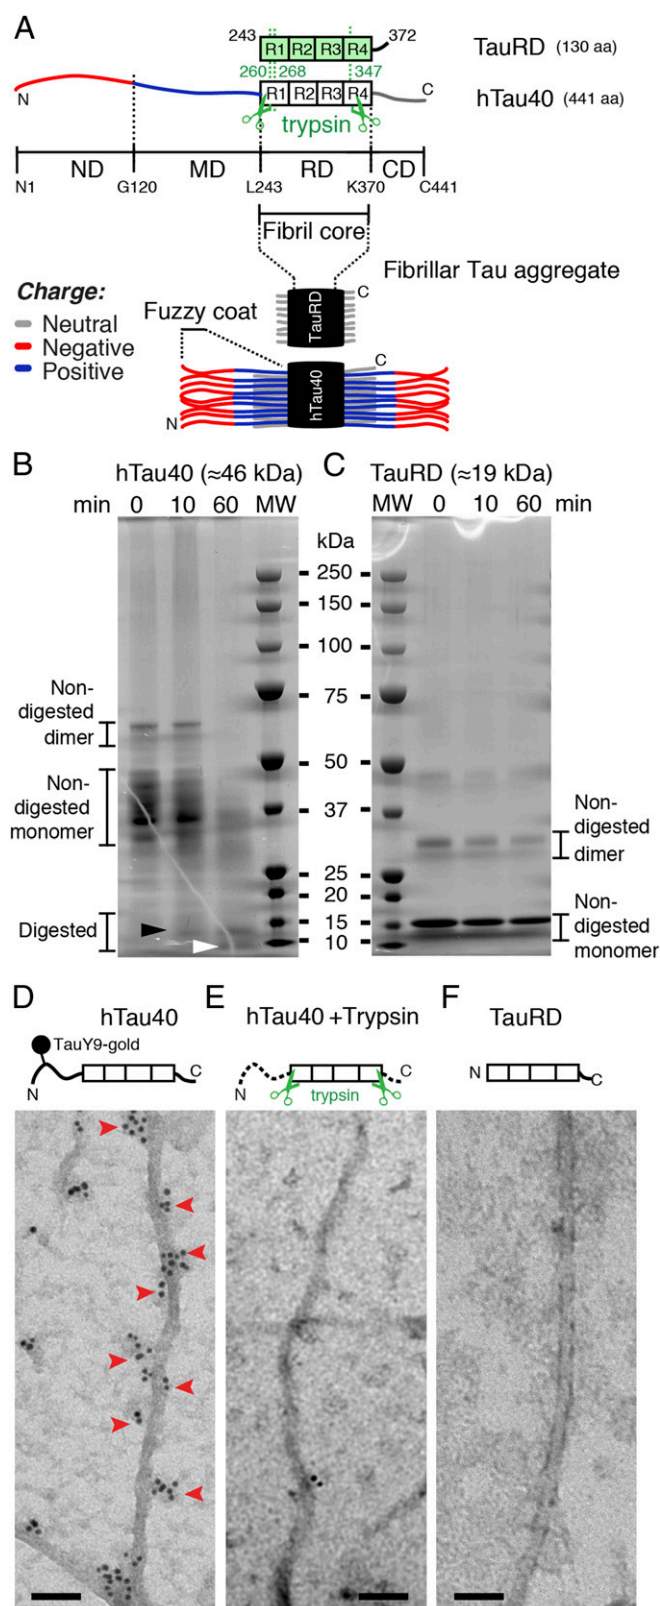 A
243
R1 R2 R3 R4
372
TauRD (130 aa)
260 268 347
N
R1 R2 R3 R4
C
hTau40 (441 aa)
trypsin
ND MD RD CD
N1 G120 L243 K370 C441
Fibril core
Fibrillar Tau aggregate
Charge:
Neutral
Negative
Positive
Fuzzy coat
TauRD
C
hTau40
C
N
B
hTau40 (≈46 kDa)
min 0 10 60 MW
C
TauRD (≈19 kDa)
MW 0 10 60 min
kDa
250
150
100
75
50
37
25
20
15
10
Non-
digested
dimer
Non-
digested
monomer
Digested
Non-
digested
dimer
Non-
digested
monomer
D
hTau40
TauY9-gold
N
C
E
hTau40 +Trypsin
N
C
trypsin
F
TauRD
N
C